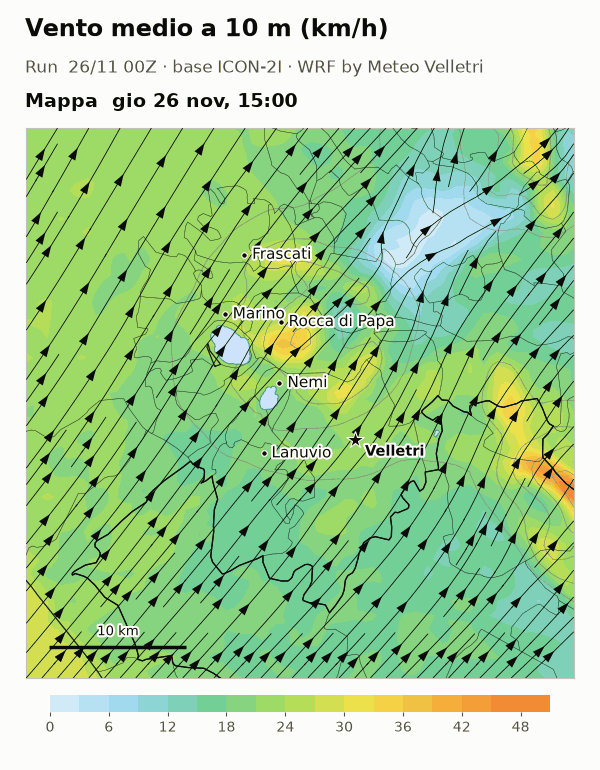 Vento medio a 10 m (km/h)
Run  26/11 00Z · base ICON-2I · WRF by Meteo Velletri
Mappa  gio 26 nov, 15:00
Frascati
Marino
Rocca di Papa
Nemi
Velletri
Lanuvio
10 km
0 6 12 18 24 30 36 42 48